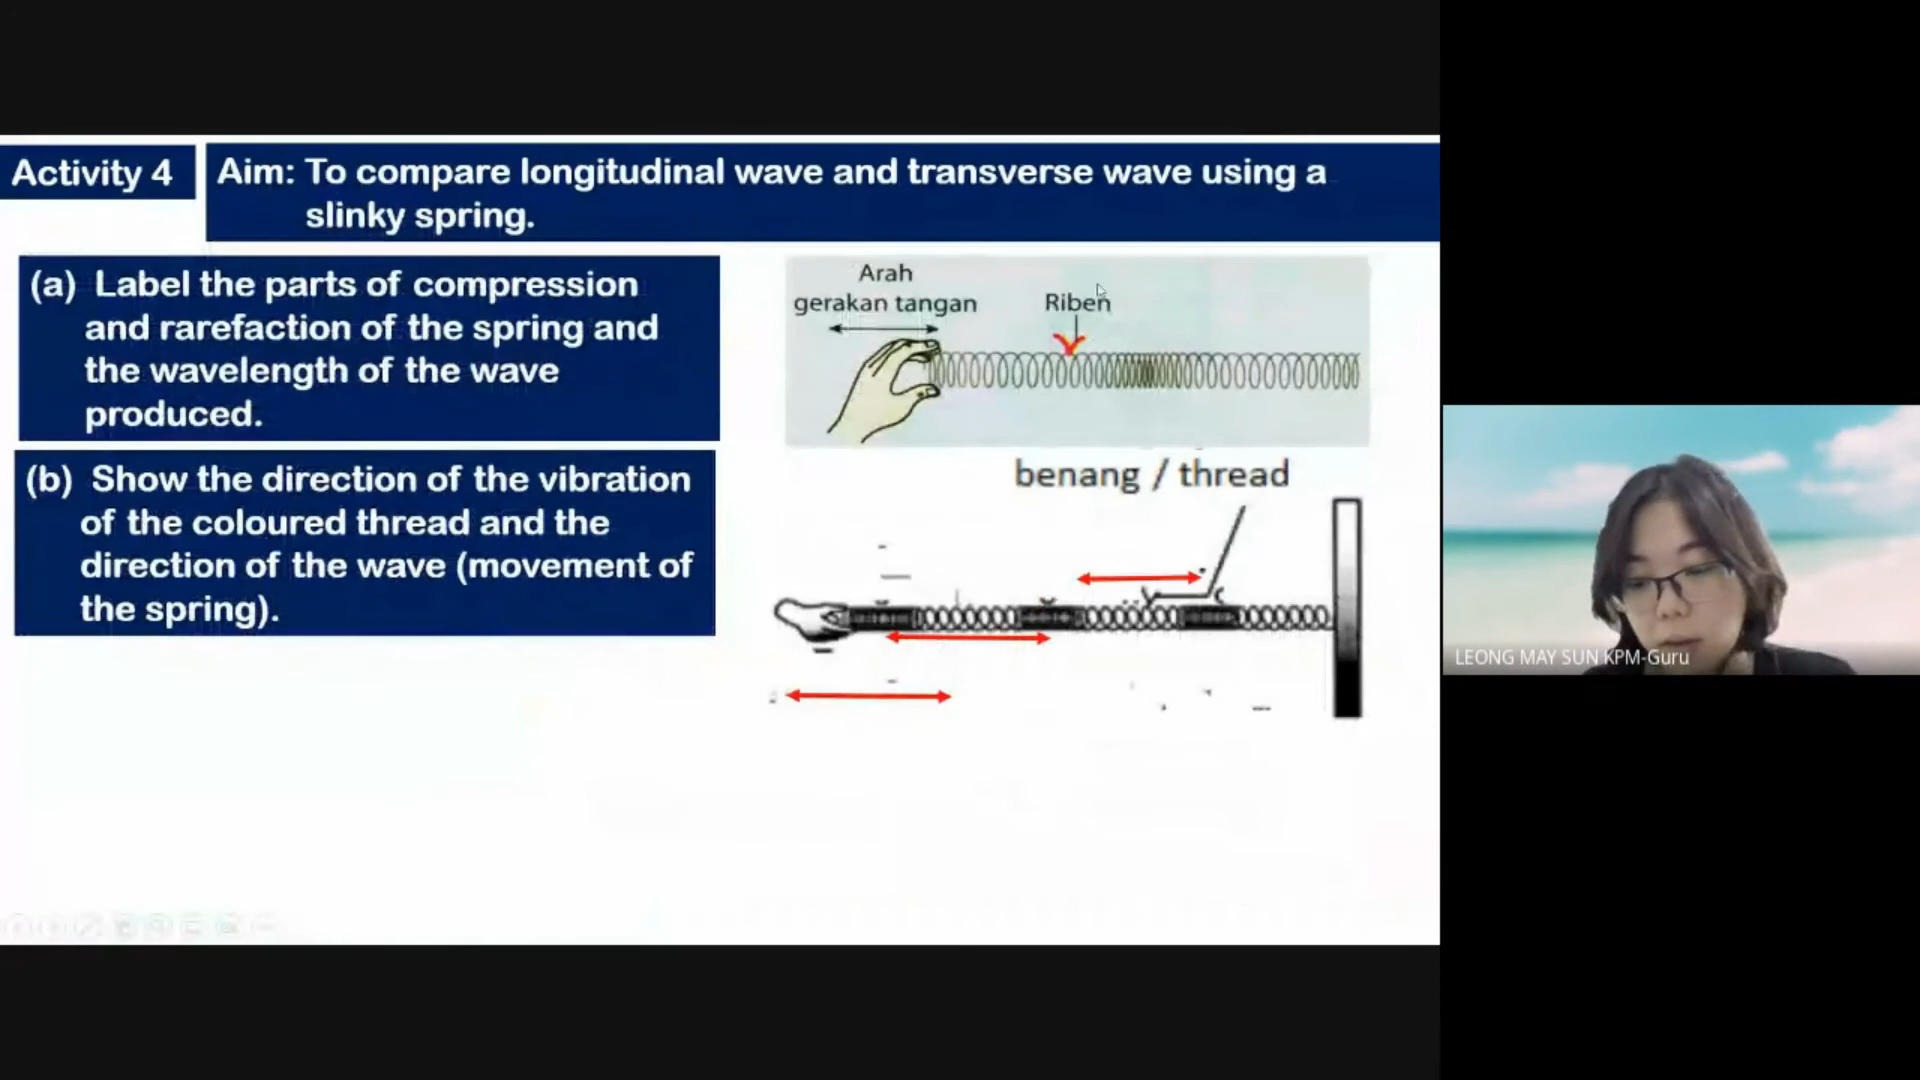 Activity 4
Aim: To compare longitudinal wave and transverse wave using a
slinky spring.
(a) Label the parts of compression
and rarefaction of the spring and
the wavelength of the wave
produced.
(b) Show the direction of the vibration
of the coloured thread and the
direction of the wave (movement of
the spring).
Arah
gerakan tangan
Riben
benang / thread
LEONG MAY SUN KPM-Guru